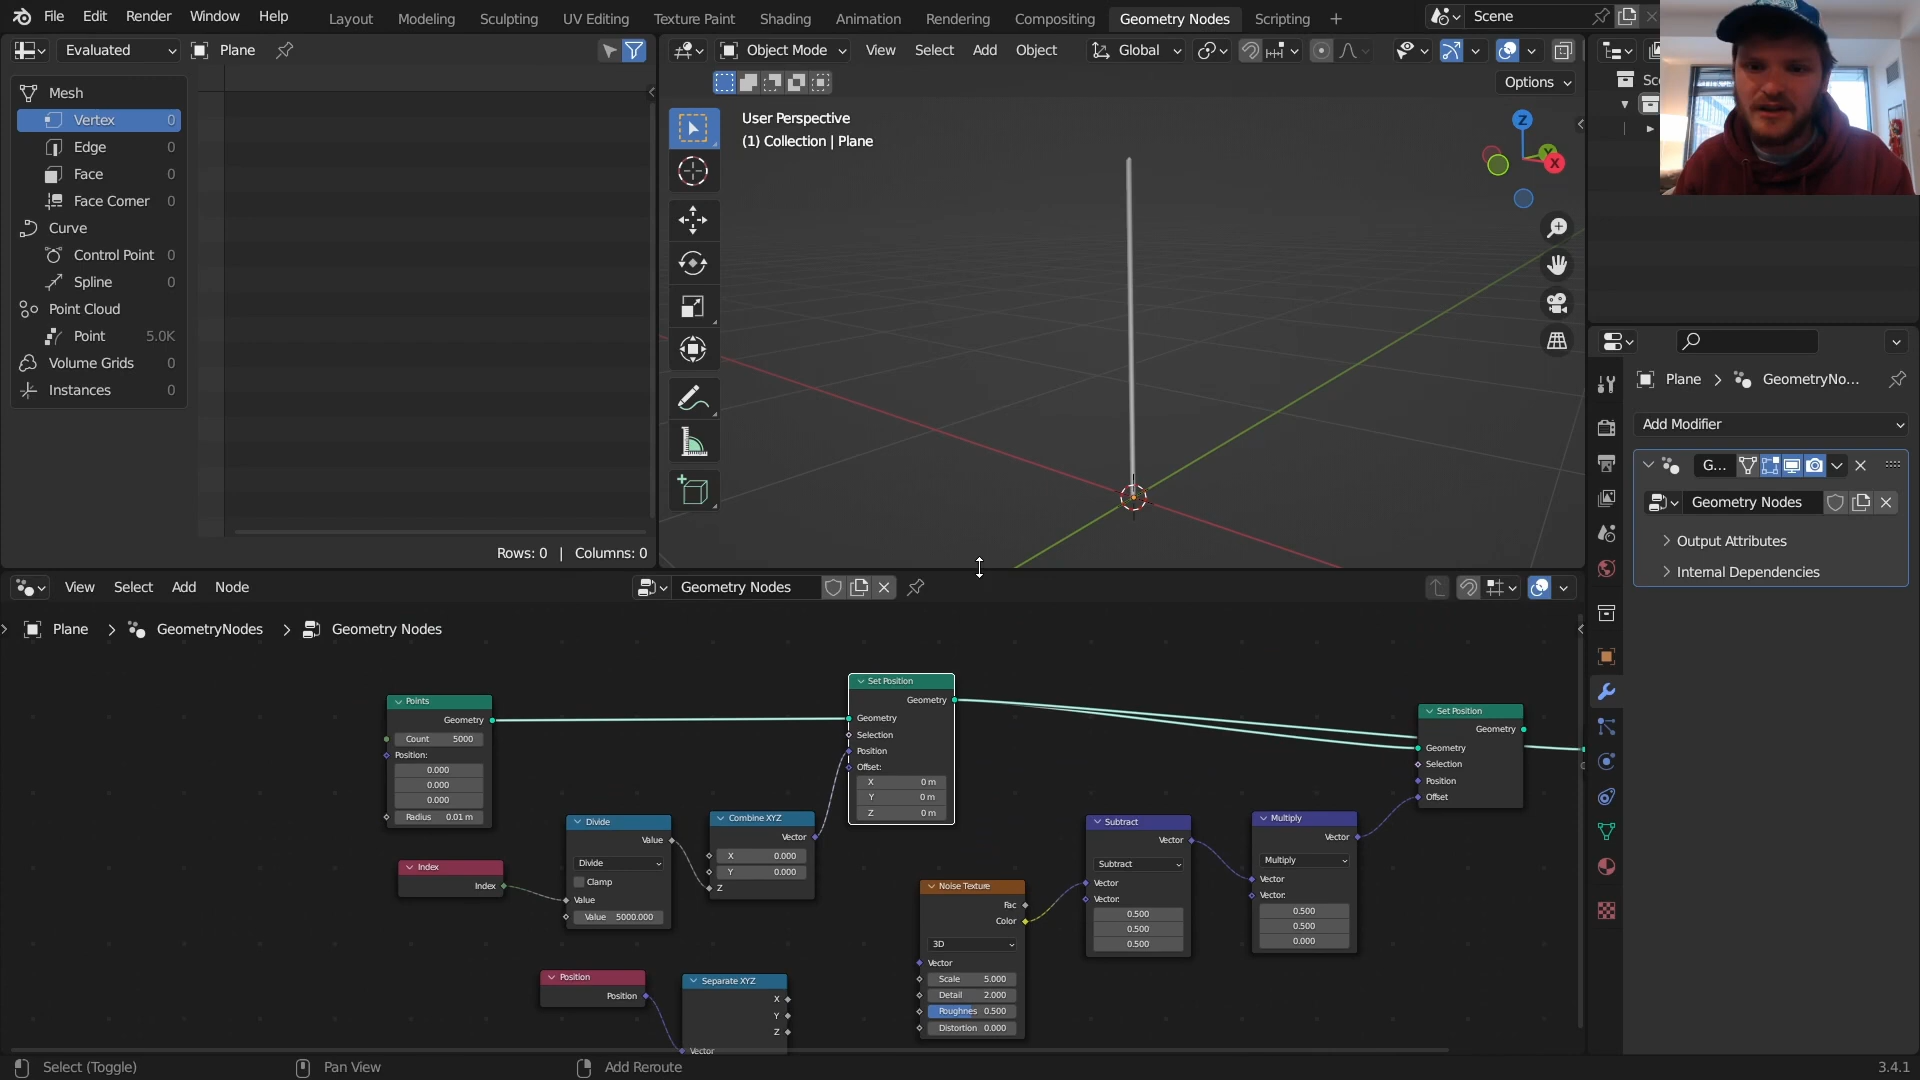 File Edit Render Window Help
Layout Modeling Sculpting UV Editing Texture Paint Shading Animation Rendering Compositing Geometry Nodes Scripting +
Scene
Evaluated Plane
Object Mode View Select Add Object Global
Options
Mesh
Vertex 0
Edge 0
Face 0
Face Corner 0
Curve
Control Point 0
Spline 0
Point Cloud
Point 5.0K
Volume Grids 0
Instances 0
Rows: 0 | Columns: 0
User Perspective
(1) Collection | Plane
Z
X
Plane > GeometryNo...
Add Modifier
G...
Geometry Nodes
Output Attributes
Internal Dependencies
View Select Add Node
Geometry Nodes
Plane > GeometryNodes > Geometry Nodes
Points
Geometry
Count 5000
Position:
0.000
0.000
0.000
Radius 0.01 m
Index
Index
Divide
Value
Divide
Clamp
Value
Value 5000.000
Combine XYZ
Vector
X 0.000
Y 0.000
Z
Set Position
Geometry
Geometry
Selection
Position
Offset:
X 0 m
Y 0 m
Z 0 m
Position
Position
Separate XYZ
X
Y
Z
Vector
Noise Texture
Fac
Color
3D
Vector
Scale 5.000
Detail 2.000
Roughnes 0.500
Distortion 0.000
Subtract
Vector
Subtract
Vector
Vector:
0.500
0.500
0.500
Multiply
Vector
Multiply
Vector
Vector:
0.500
0.500
0.000
Set Position
Geometry
Geometry
Selection
Position
Offset
Select (Toggle) Pan View Add Reroute 3.4.1